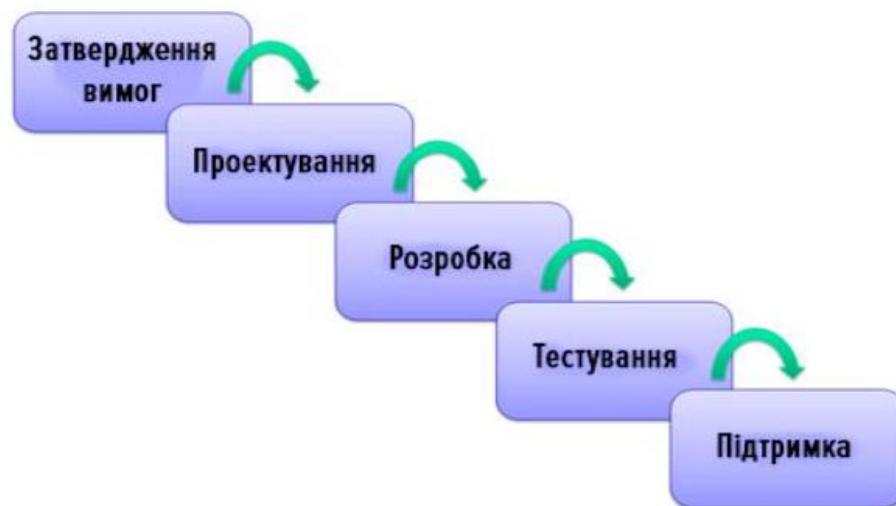 Затвердження
вимог
Проектування
Розробка
Тестування
Підтримка